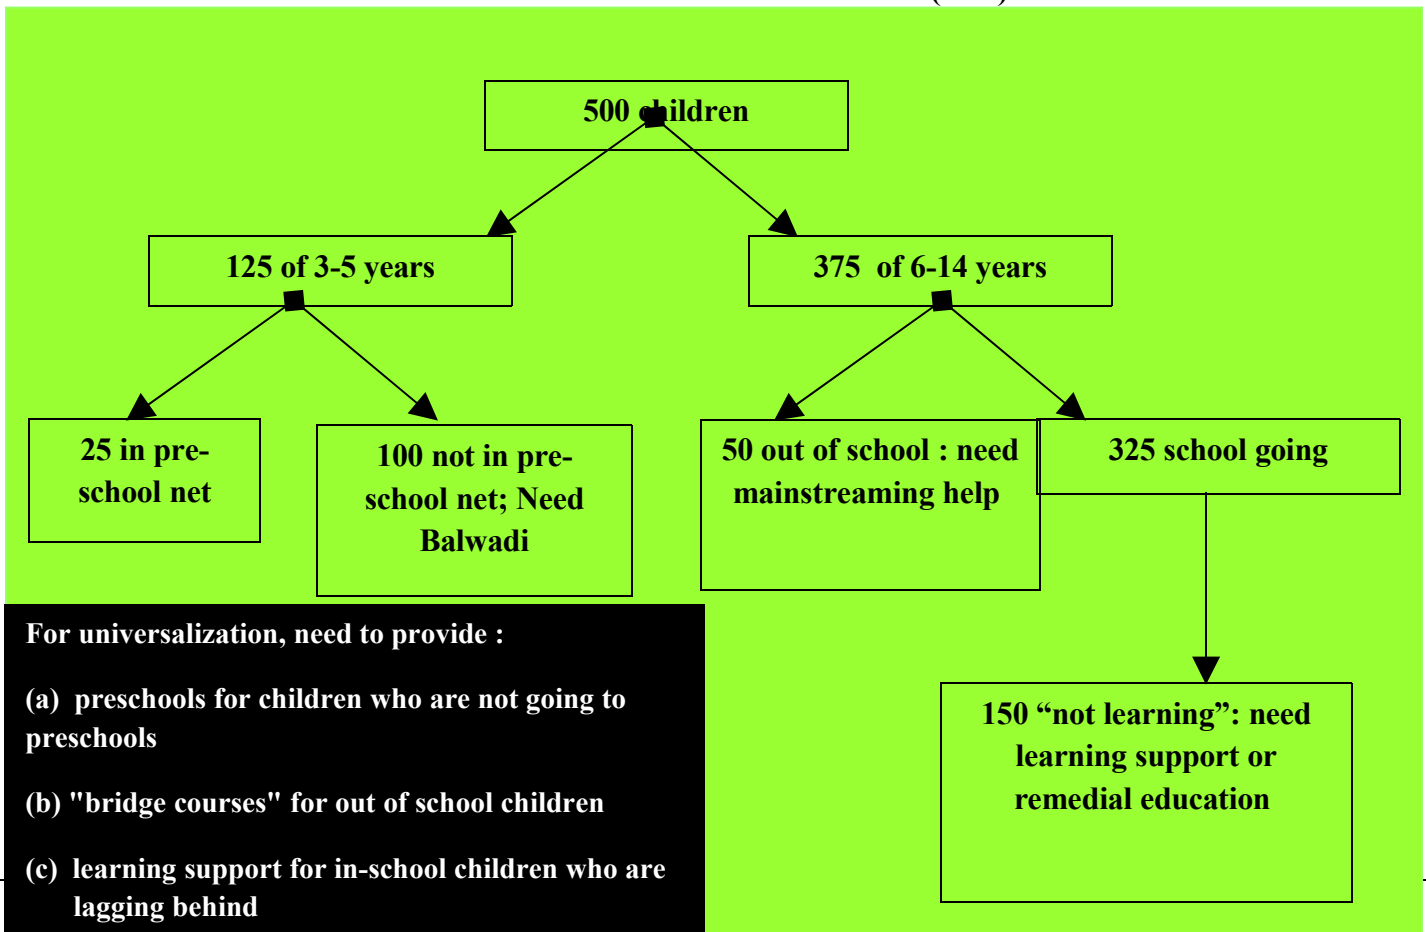 500 children
125 of 3-5 years
375 of 6-14 years
25 in pre-
school net
100 not in pre-
school net; Need
Balwadi
50 out of school : need
mainstreaming help
325 school going
150 “not learning”: need
learning support or
remedial education
For universalization, need to provide :
(a) preschools for children who are not going to
preschools
(b) "bridge courses" for out of school children
(c) learning support for in-school children who are
lagging behind